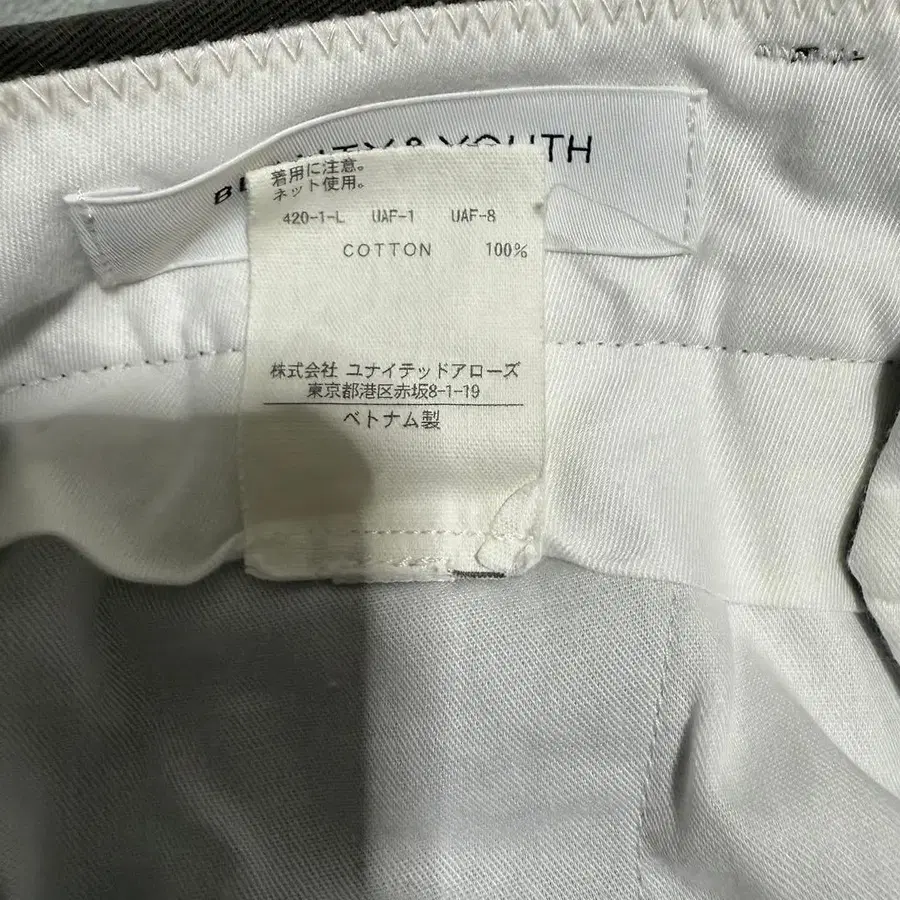 YOUTH
着用に注意。
ネット使用。
420-1-L UAF-1 UAF-8
COTTON 100%
株式会社 ユナイテッドアローズ
東京都港区赤坂8-1-19
ベトナム製